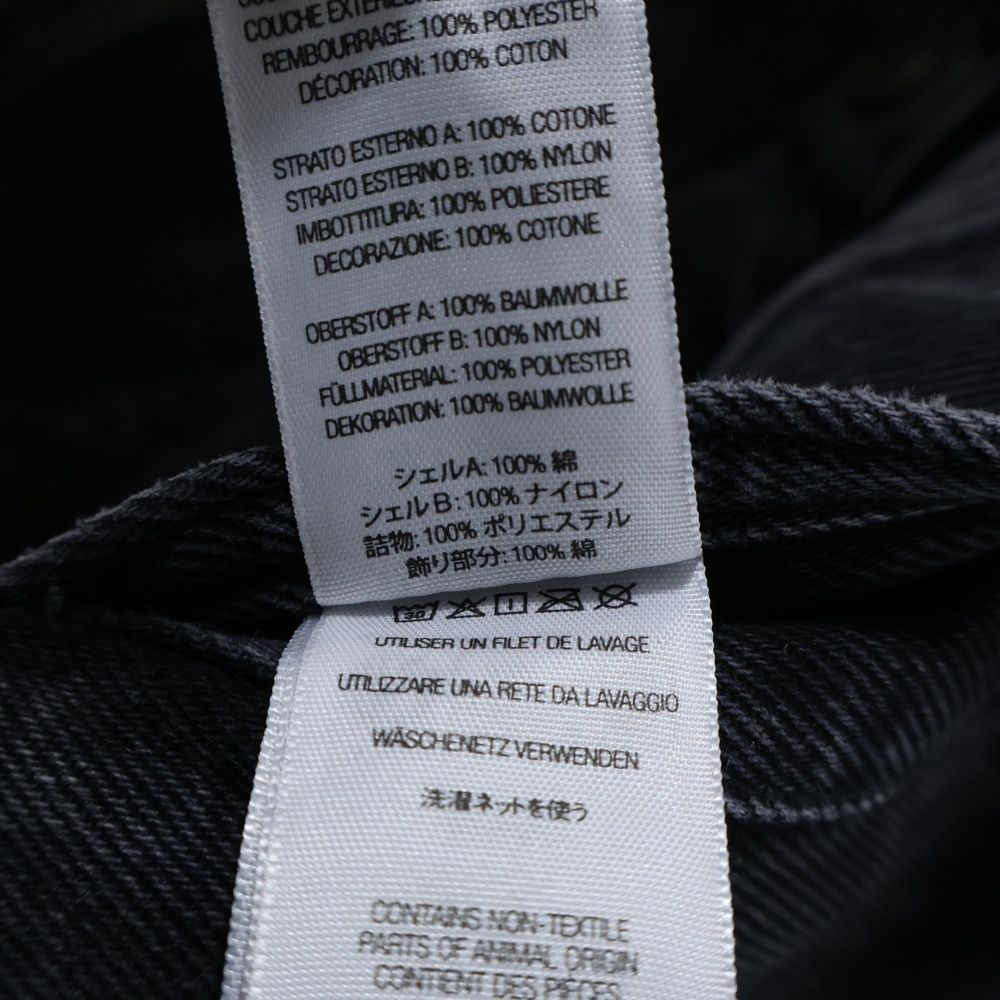 COUCHE EXTÉRIEURE
REMBOURRAGE: 100% POLYESTER
DÉCORATION: 100% COTON
STRATO ESTERNO A: 100% COTONE
STRATO ESTERNO B: 100% NYLON
IMBOTTITURA: 100% POLIESTERE
DECORAZIONE: 100% COTONE
OBERSTOFF A: 100% BAUMWOLLE
OBERSTOFF B: 100% NYLON
FÜLLMATERIAL: 100% POLYESTER
DEKORATION: 100% BAUMWOLLE
シェルA: 100% 綿
シェルB: 100% ナイロン
詰物: 100% ポリエステル
飾り部分: 100% 綿
30
UTILISER UN FILET DE LAVAGE
UTILIZZARE UNA RETE DA LAVAGGIO
WÄSCHENETZ VERWENDEN
洗濯ネットを使う
CONTAINS NON-TEXTILE
PARTS OF ANIMAL ORIGIN
CONTIENT DES PIÈCES